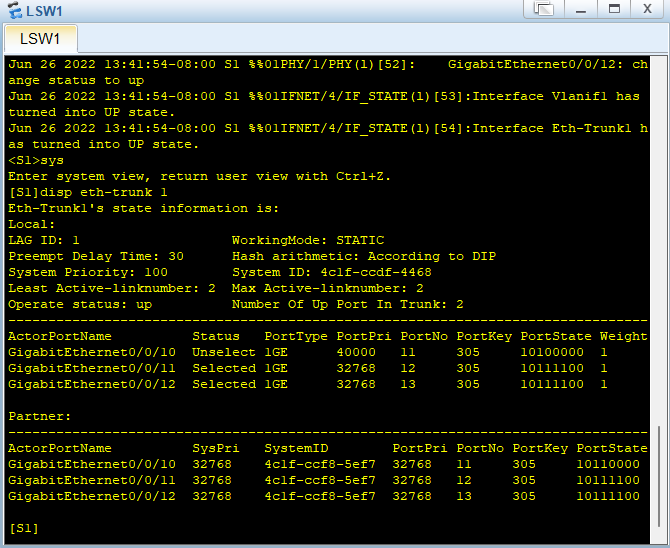 LSW1
LSW1
Jun 26 2022 13:41:54-08:00 S1 %%01PHY/1/PHY(l)[52]:    GigabitEthernet0/0/12: ch
ange status to up
Jun 26 2022 13:41:54-08:00 S1 %%01IFNET/4/IF_STATE(l)[53]:Interface Vlanif1 has
turned into UP state.
Jun 26 2022 13:41:54-08:00 S1 %%01IFNET/4/IF_STATE(l)[54]:Interface Eth-Trunk1 h
as turned into UP state.
<S1>sys
Enter system view, return user view with Ctrl+Z.
[S1]disp eth-trunk 1
Eth-Trunk1's state information is:
Local:
LAG ID: 1                   WorkingMode: STATIC
Preempt Delay Time: 30      Hash arithmetic: According to DIP
System Priority: 100        System ID: 4c1f-ccdf-4468
Least Active-linknumber: 2  Max Active-linknumber: 2
Operate status: up          Number Of Up Port In Trunk: 2
--------------------------------------------------------------------------------
ActorPortName          Status   PortType PortPri PortNo PortKey PortState Weight
GigabitEthernet0/0/10  Unselect 1GE      40000   11     305     10100000  1
GigabitEthernet0/0/11  Selected 1GE      32768   12     305     10111100  1
GigabitEthernet0/0/12  Selected 1GE      32768   13     305     10111100  1
Partner:
--------------------------------------------------------------------------------
ActorPortName          SysPri   SystemID        PortPri PortNo PortKey PortState
GigabitEthernet0/0/10  32768    4c1f-ccf8-5ef7  32768   11     305     10110000
GigabitEthernet0/0/11  32768    4c1f-ccf8-5ef7  32768   12     305     10111100
GigabitEthernet0/0/12  32768    4c1f-ccf8-5ef7  32768   13     305     10111100
[S1]